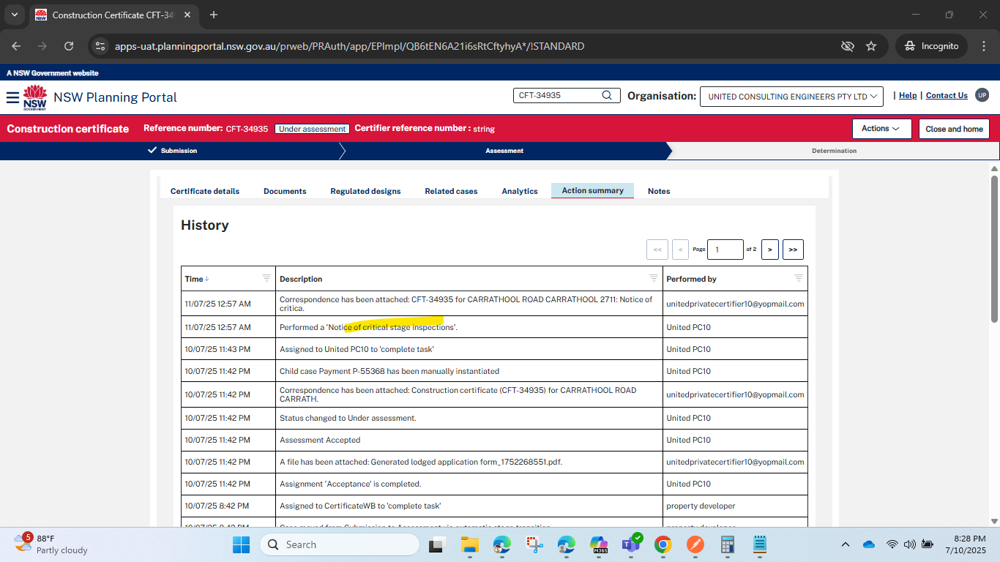 Construction Certificate CFT-34
apps-uat.planningportal.nsw.gov.au/prweb/PRAuth/app/EPImpl/QB6tEN6A21i6sRtCftyhyA*/!STANDARD
Incognito
A NSW Government website
NSW
GOVERNMENT
NSW Planning Portal
CFT-34935
Organisation:
UNITED CONSULTING ENGINEERS PTY LTD
| Help | Contact Us
UP
Construction certificate
Reference number: CFT-34935
Under assessment
Certifier reference number : string
Actions
Close and home
Submission
Assessment
Determination
Certificate details
Documents
Regulated designs
Related cases
Analytics
Action summary
Notes
History
<< < Page 1 of 2 > >>
Time Description Performed by
11/07/25 12:57 AM Correspondence has been attached: CFT-34935 for CARRATHOOL ROAD CARRATHOOL 2711: Notice of
critica. unitedprivatecertifier10@yopmail.com
11/07/25 12:57 AM Performed a 'Notice of critical stage inspections'. United PC10
10/07/25 11:43 PM Assigned to United PC10 to 'complete task' United PC10
10/07/25 11:42 PM Child case Payment P-55368 has been manually instantiated United PC10
10/07/25 11:42 PM Correspondence has been attached: Construction certificate (CFT-34935) for CARRATHOOL ROAD
CARRATH. unitedprivatecertifier10@yopmail.com
10/07/25 11:42 PM Status changed to Under assessment. United PC10
10/07/25 11:42 PM Assessment Accepted United PC10
10/07/25 11:42 PM A file has been attached: Generated lodged application form_1752268551.pdf. unitedprivatecertifier10@yopmail.com
10/07/25 11:42 PM Assignment 'Acceptance' is completed. United PC10
10/07/25 8:42 PM Assigned to CertificateWB to 'complete task' property developer
5
88°F
Partly cloudy
Search
M365
8:28 PM
7/10/2025